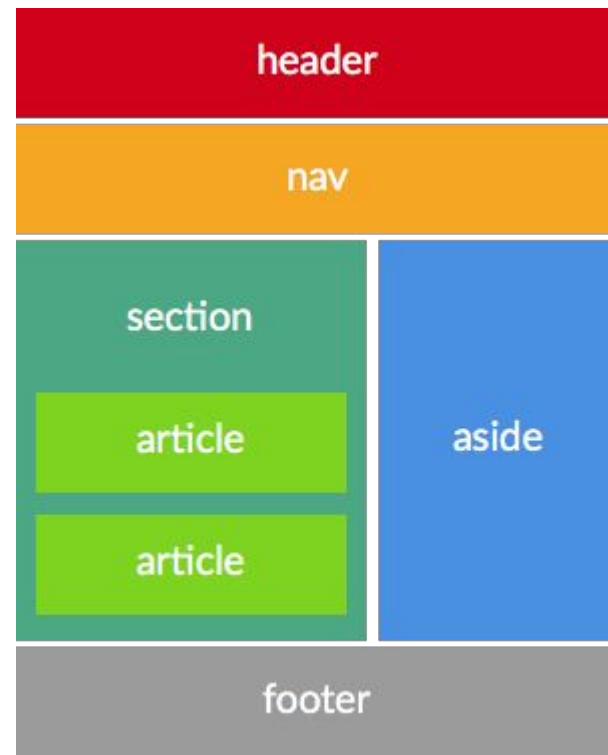 header
nav
section
article
article
aside
footer